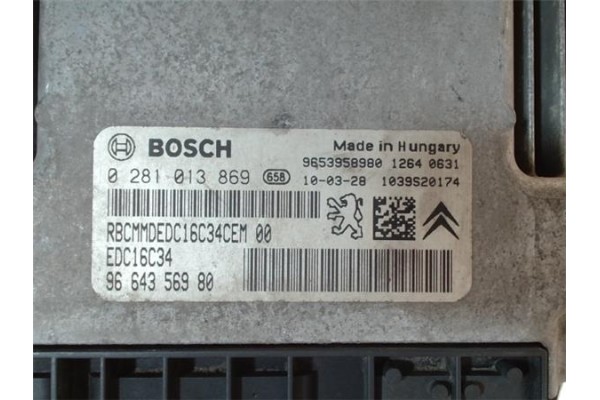 BOSCH
Made in Hungary
9653958980 1264 0631
0 281 013 869 658 10-03-28 1039S20174
RBCMMDEDC16C34CEM 00
EDC16C34
96 643 569 80